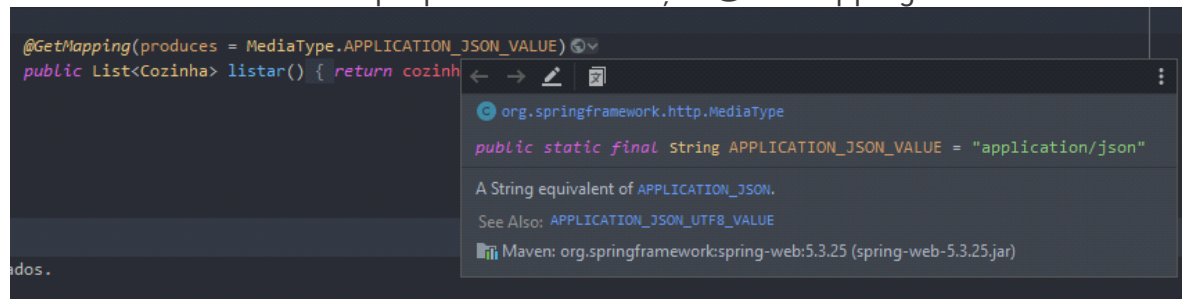 @GetMapping(produces = MediaType.APPLICATION_JSON_VALUE)
public List<Cozinha> listar() { return cozinh
org.springframework.http.MediaType
public static final String APPLICATION_JSON_VALUE = "application/json"
A String equivalent of APPLICATION_JSON.
See Also: APPLICATION_JSON_UTF8_VALUE
Maven: org.springframework:spring-web:5.3.25 (spring-web-5.3.25.jar)
ados.